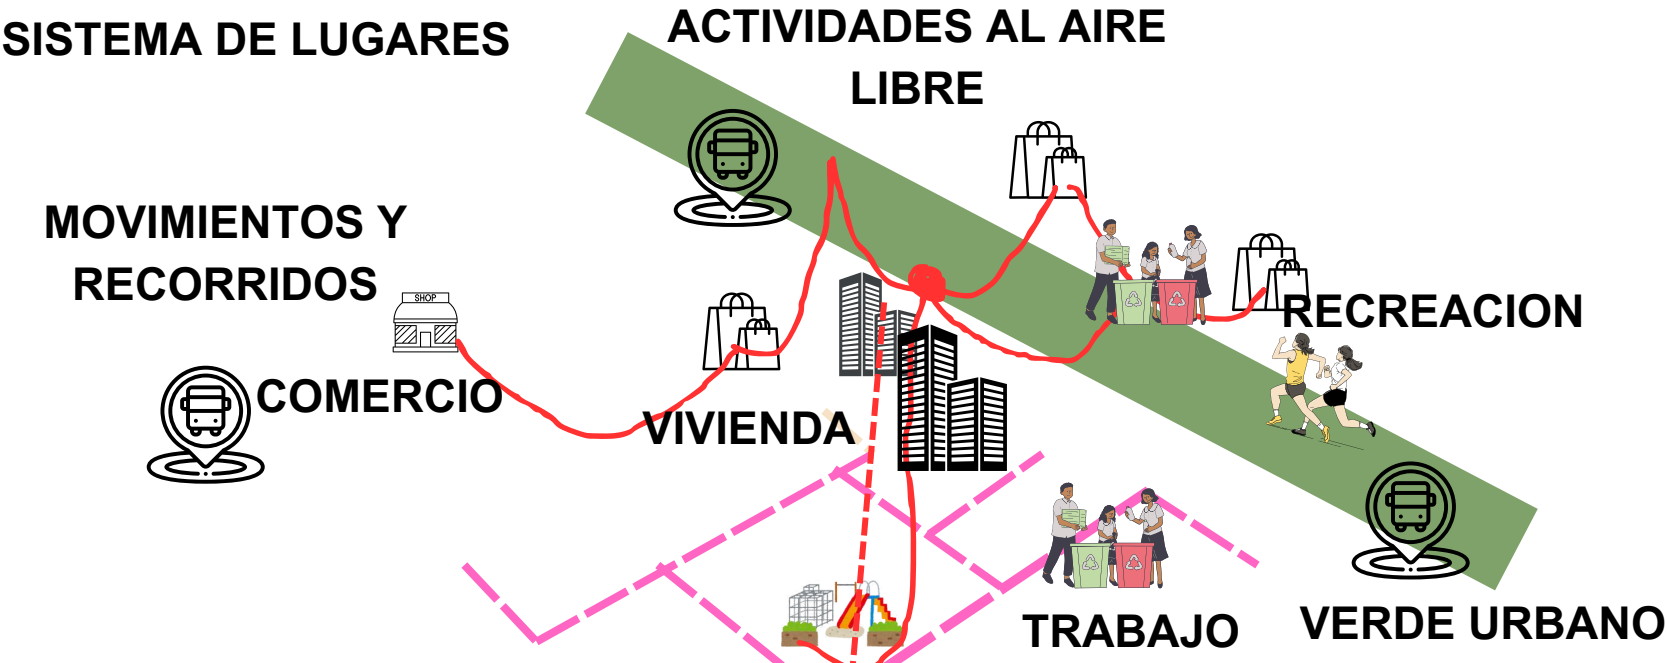 SISTEMA DE LUGARES
ACTIVIDADES AL AIRE
LIBRE
MOVIMIENTOS Y
RECORRIDOS
SHOP
RECREACION
COMERCIO
VIVIENDA
TRABAJO
VERDE URBANO